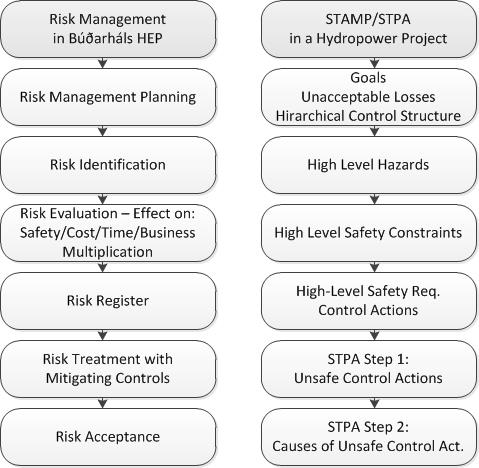 Risk Management
in Búðarháls HEP
Risk Management Planning
Risk Identification
Risk Evaluation – Effect on:
Safety/Cost/Time/Business
Multiplication
Risk Register
Risk Treatment with
Mitigating Controls
Risk Acceptance
STAMP/STPA
in a Hydropower Project
Goals
Unacceptable Losses
Hirarchical Control Structure
High Level Hazards
High Level Safety Constraints
High-Level Safety Req.
Control Actions
STPA Step 1:
Unsafe Control Actions
STPA Step 2:
Causes of Unsafe Control Act.